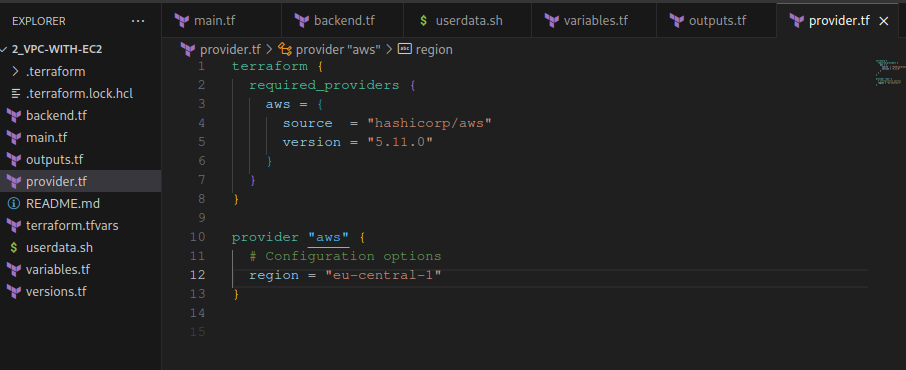 EXPLORER ...
2_VPC-WITH-EC2
.terraform
.terraform.lock.hcl
backend.tf
main.tf
outputs.tf
provider.tf
README.md
terraform.tfvars
$ userdata.sh
variables.tf
versions.tf
main.tf backend.tf $ userdata.sh variables.tf outputs.tf provider.tf ×
provider.tf > provider "aws" > abc region
1 terraform {
2   required_providers {
3     aws = {
4       source  = "hashicorp/aws"
5       version = "5.11.0"
6     }
7   }
8 }
9
10 provider "aws" {
11   # Configuration options
12   region = "eu-central-1"
13 }
14
15